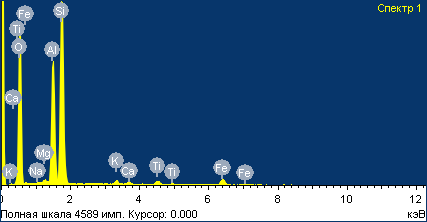 Спектр 1
Fe
Ti
Si
O
Al
Ca
Mg
K
Na
K
Ca
Ti
Ti
Fe
Fe
0 2 4 6 8 10 12
Полная шкала 4589 имп. Курсор: 0.000 кэВ